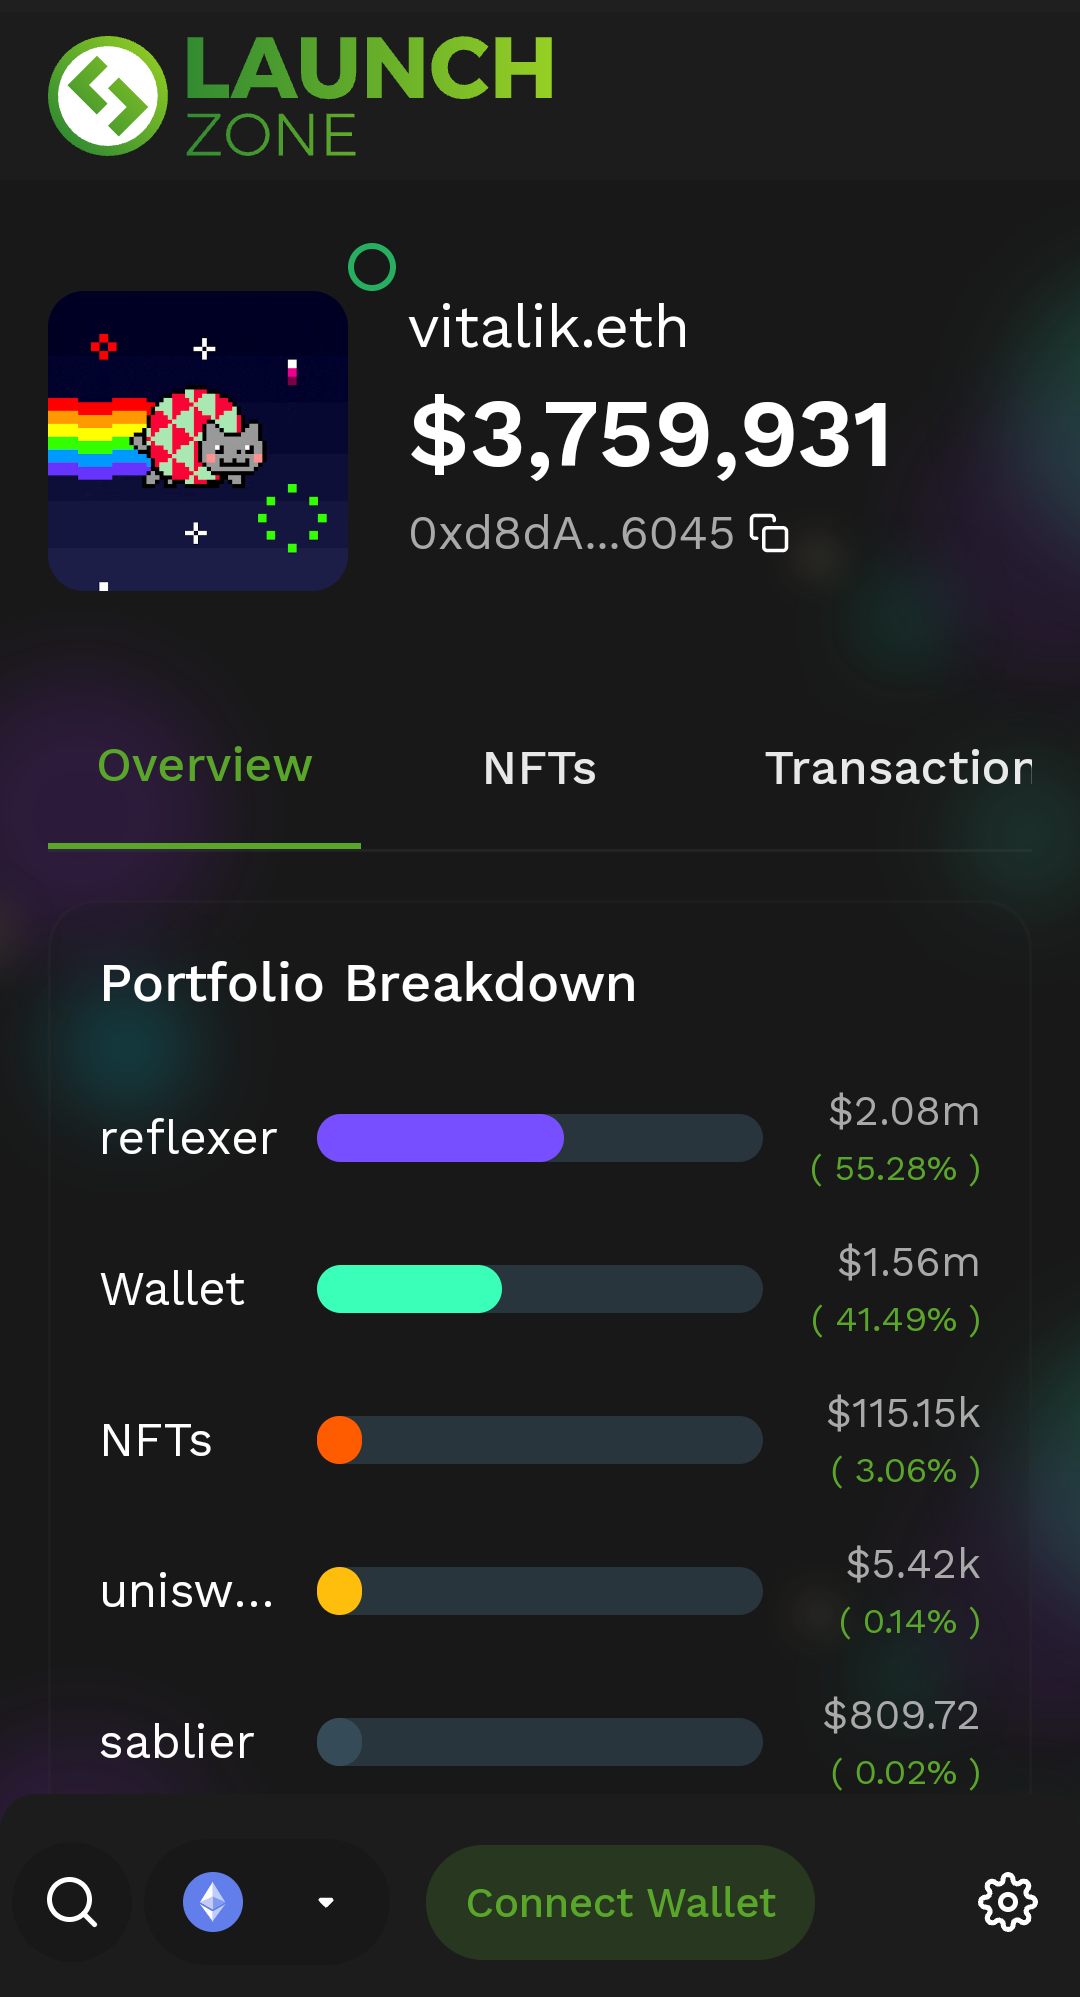 LAUNCH
ZONE
vitalik.eth
$3,759,931
0xd8dA...6045
Overview NFTs Transaction
Portfolio Breakdown
reflexer $2.08m
( 55.28% )
Wallet $1.56m
( 41.49% )
NFTs $115.15k
( 3.06% )
unisw... $5.42k
( 0.14% )
sablier $809.72
( 0.02% )
Connect Wallet